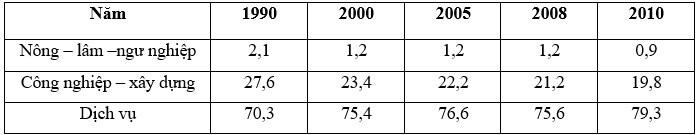 Năm 1990 2000 2005 2008 2010
Nông – lâm –ngư nghiệp 2,1 1,2 1,2 1,2 0,9
Công nghiệp – xây dựng 27,6 23,4 22,2 21,2 19,8
Dịch vụ 70,3 75,4 76,6 75,6 79,3